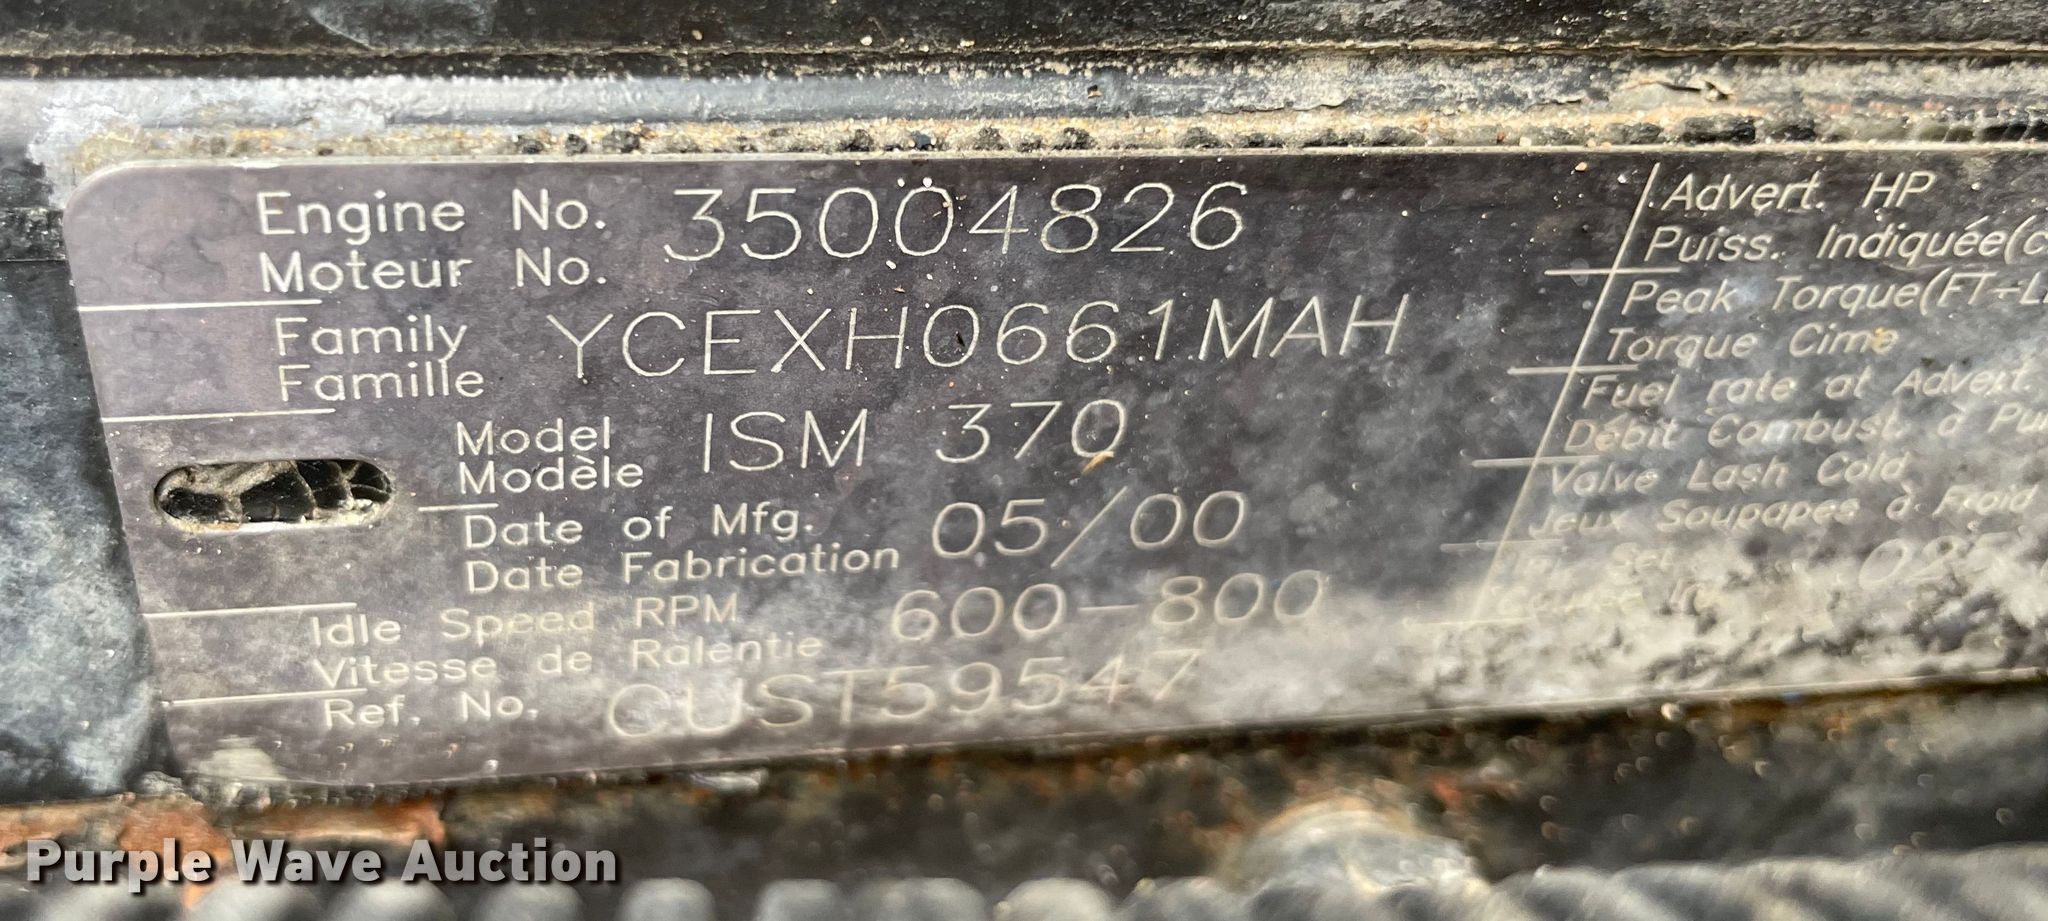 Engine No. 35004826
Moteur No.
Family YCEXH0661MAH
Famille
Model ISM 370
Modèle
Date of Mfg. 05/00
Date Fabrication
Idle Speed RPM 600-800
Vitesse de Ralentie
Ref. No. CUST59547
Advert. HP
Puiss. Indiquée(c
Peak Torque(FT-L
Torque Cime
Fuel rate at Advert.
Débit Combust. à Pu
Valve Lash Cold
Jeux Soupapes à Froid
Purple Wave Auction